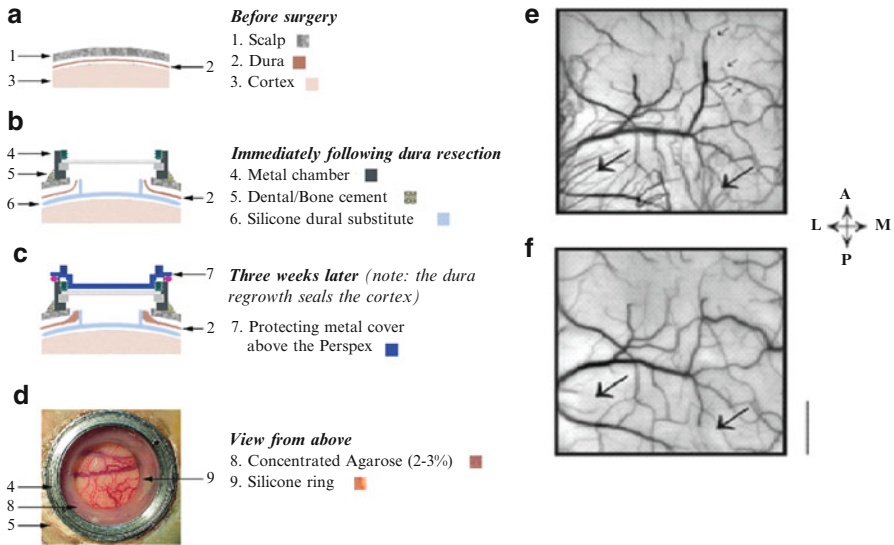 a
Before surgery
1. Scalp
2. Dura
3. Cortex
1
2
3
b
Immediately following dura resection
4. Metal chamber
5. Dental/Bone cement
6. Silicone dural substitute
4
5
2
6
c
Three weeks later (note: the dura
regrowth seals the cortex)
7. Protecting metal cover
above the Perspex
7
2
d
View from above
8. Concentrated Agarose (2-3%)
9. Silicone ring
4
9
8
5
e
f
A
L M
P